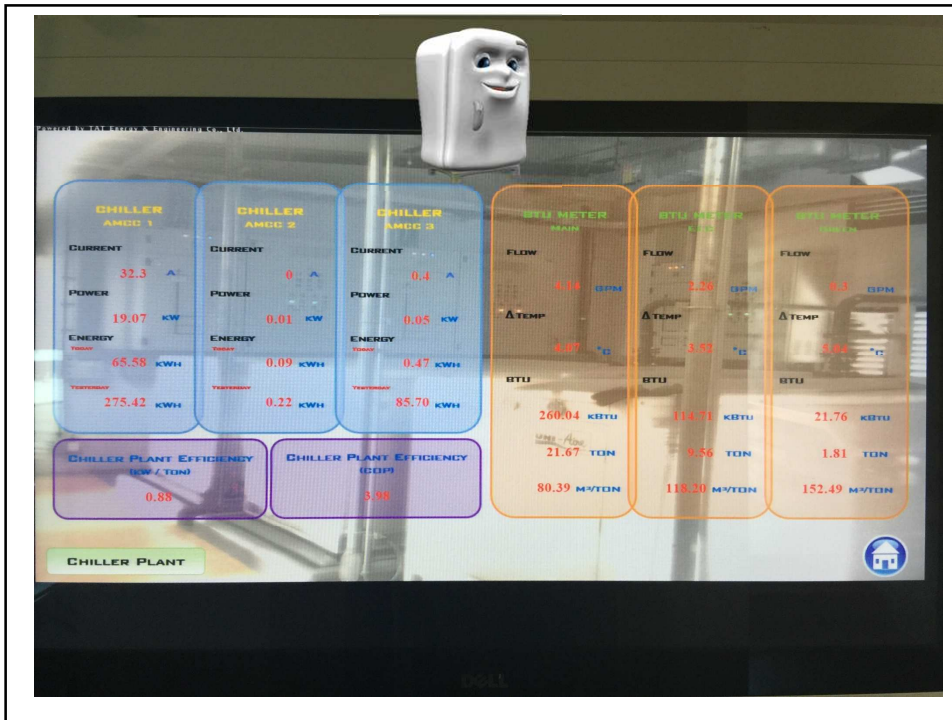 Powered by TAT Energy & Engineering Co., Ltd.
CHILLER
AMCC 1
CURRENT
32.3 A
POWER
19.07 KW
ENERGY
TODAY
65.58 KWH
YESTERDAY
275.42 KWH
CHILLER
AMCC 2
CURRENT
0 A
POWER
0.01 KW
ENERGY
TODAY
0.09 KWH
YESTERDAY
0.22 KWH
CHILLER
AMCC 3
CURRENT
0.4 A
POWER
0.05 KW
ENERGY
TODAY
0.47 KWH
YESTERDAY
85.70 KWH
CHILLER PLANT EFFICIENCY
(KW / TON)
0.88
CHILLER PLANT EFFICIENCY
(COP)
3.98
BTU METER
MAIN
FLOW
GPM
Δ TEMP
°C
BTU
260.04 KBTU
21.67 TON
80.39 M²/TON
BTU METER
FLOW
2.26 GPM
Δ TEMP
3.52 °C
BTU
114.71 KBTU
9.56 TON
118.20 M²/TON
BTU METER
GREEN
FLOW
GPM
Δ TEMP
°C
BTU
21.76 KBTU
1.81 TON
152.49 M²/TON
CHILLER PLANT
DELL